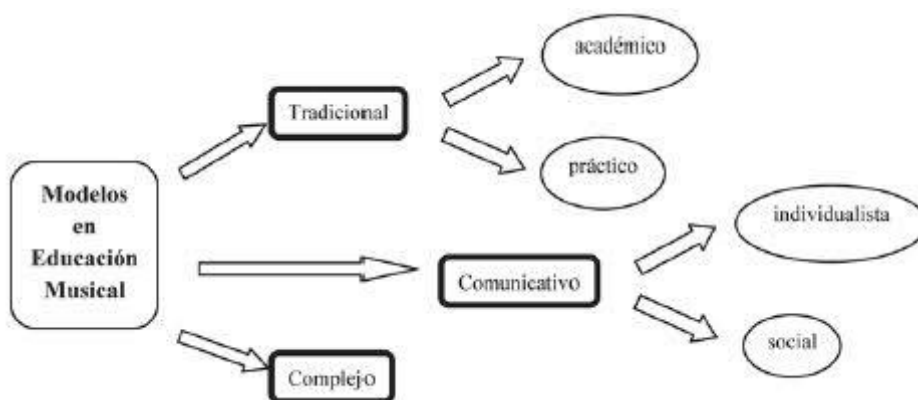 Modelos
en
Educación
Musical
Tradicional
académico
práctico
Comunicativo
individualista
social
Complejo